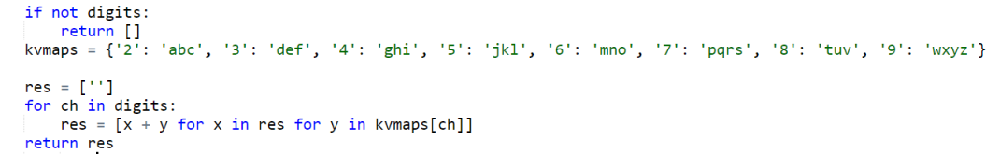 if not digits:
    return []
kvmaps = {'2': 'abc', '3': 'def', '4': 'ghi', '5': 'jkl', '6': 'mno', '7': 'pqrs', '8': 'tuv', '9': 'wxyz'}
res = ['']
for ch in digits:
    res = [x + y for x in res for y in kvmaps[ch]]
return res